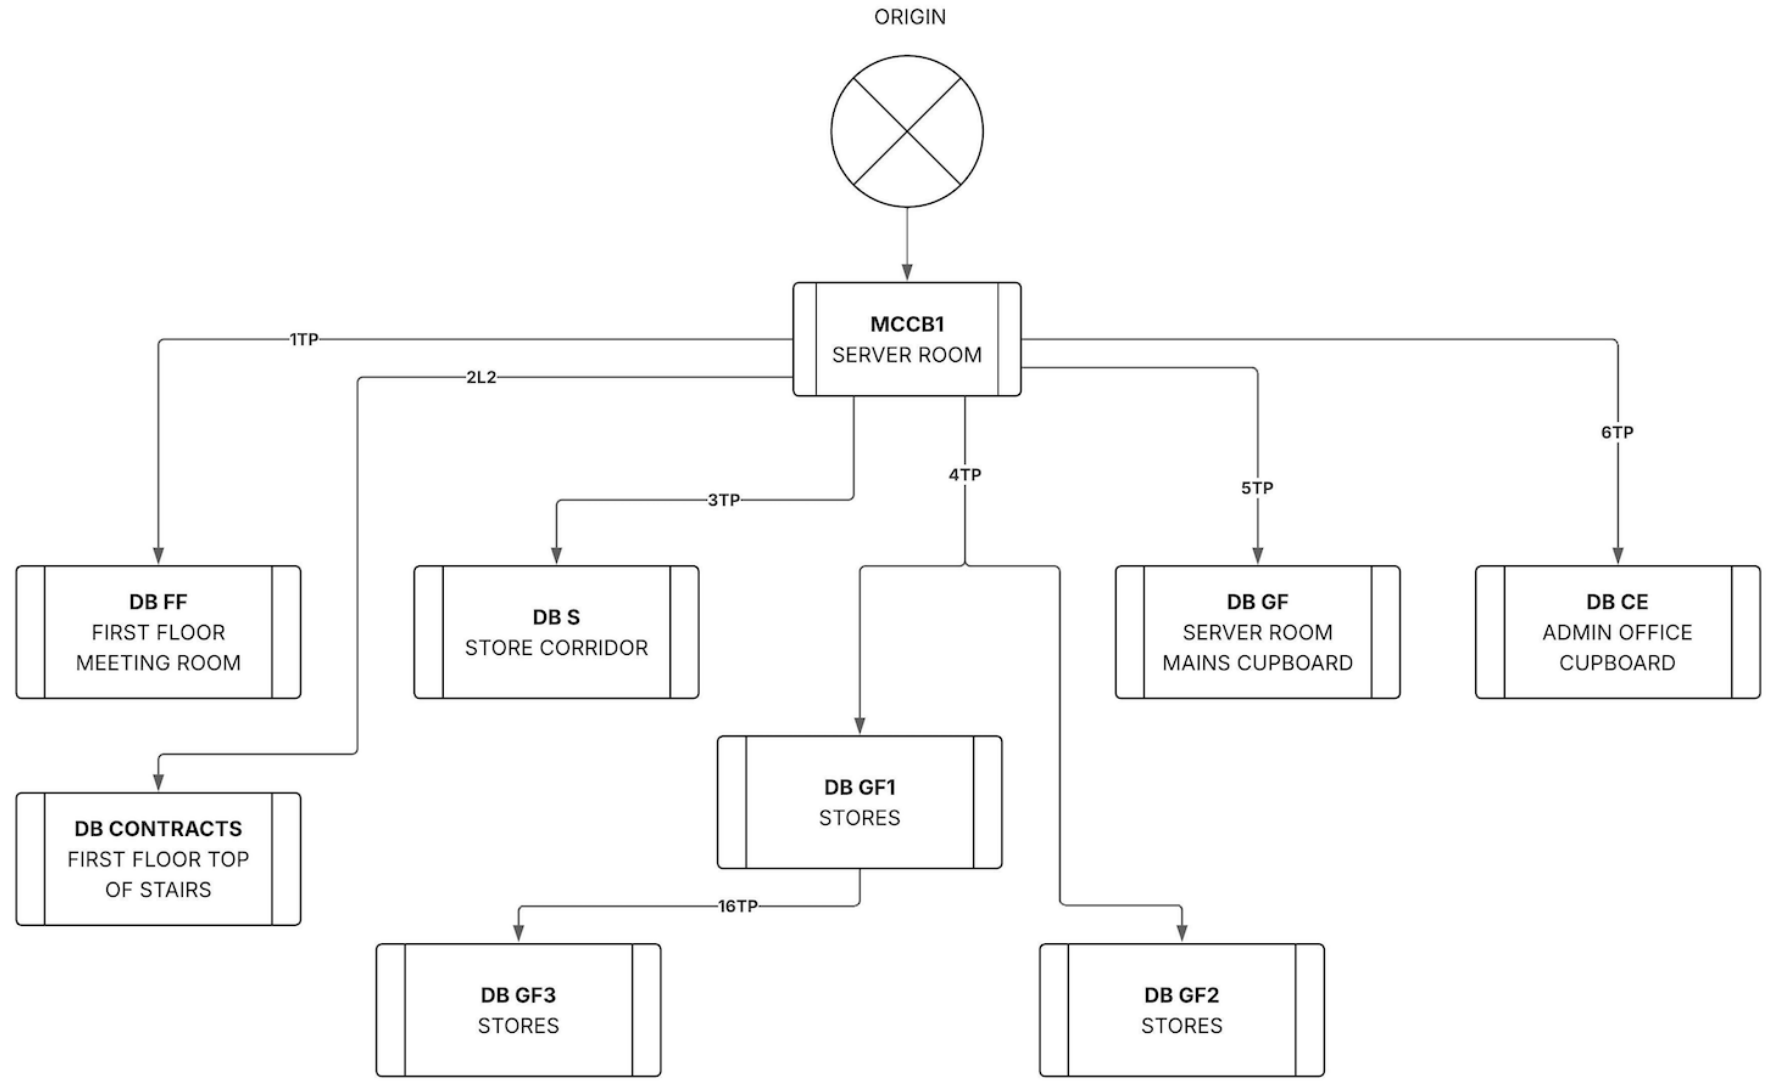 ORIGIN
MCCB1
SERVER ROOM
1TP
2L2
3TP
4TP
5TP
6TP
DB FF
FIRST FLOOR
MEETING ROOM
DB S
STORE CORRIDOR
DB GF
SERVER ROOM
MAINS CUPBOARD
DB CE
ADMIN OFFICE
CUPBOARD
DB GF1
STORES
DB CONTRACTS
FIRST FLOOR TOP
OF STAIRS
16TP
DB GF3
STORES
DB GF2
STORES